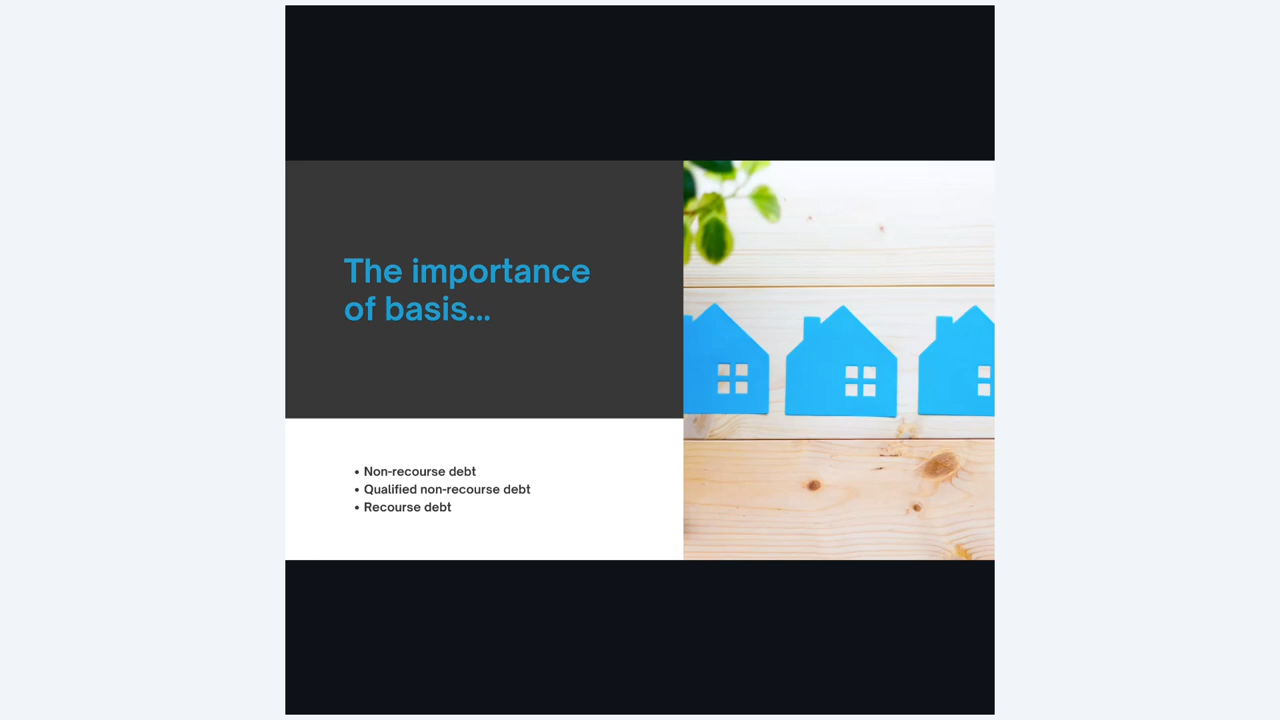 The importance
of basis...
• Non-recourse debt
• Qualified non-recourse debt
• Recourse debt